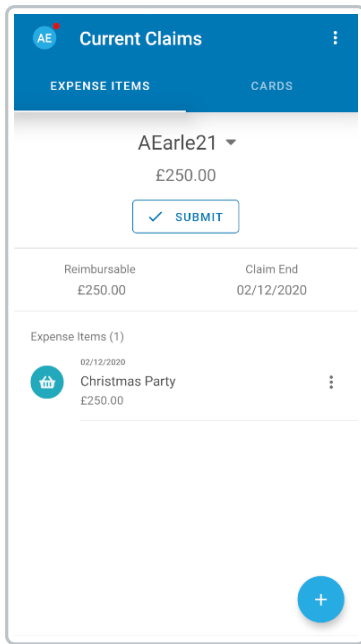 AE
Current Claims
EXPENSE ITEMS
CARDS
AEarle21
£250.00
SUBMIT
Reimbursable
Claim End
£250.00
02/12/2020
Expense Items (1)
02/12/2020
Christmas Party
£250.00